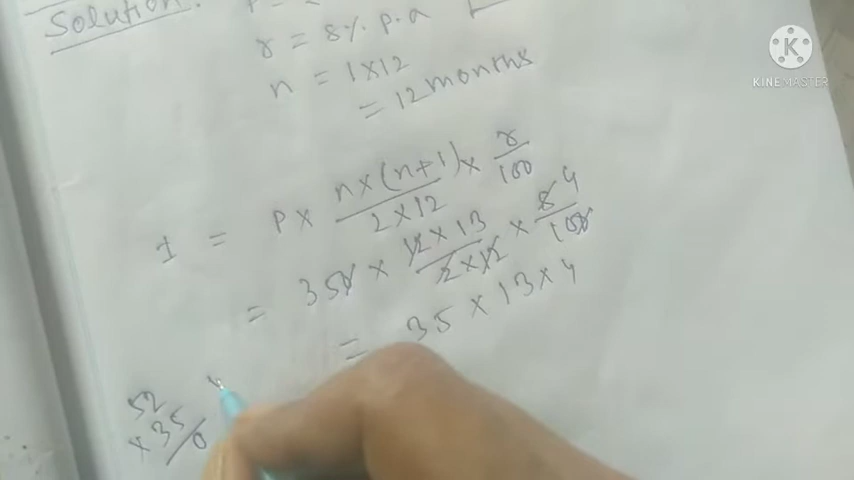 Solution:
r = 8% p.a
n = 1×12
= 12 months
I = P × n×(n+1)/2×12 × r/100
= 350 × 12×13/2×12 × 8/100 4
= 35 × 13 × 4
52
×35
0
KINEMASTER